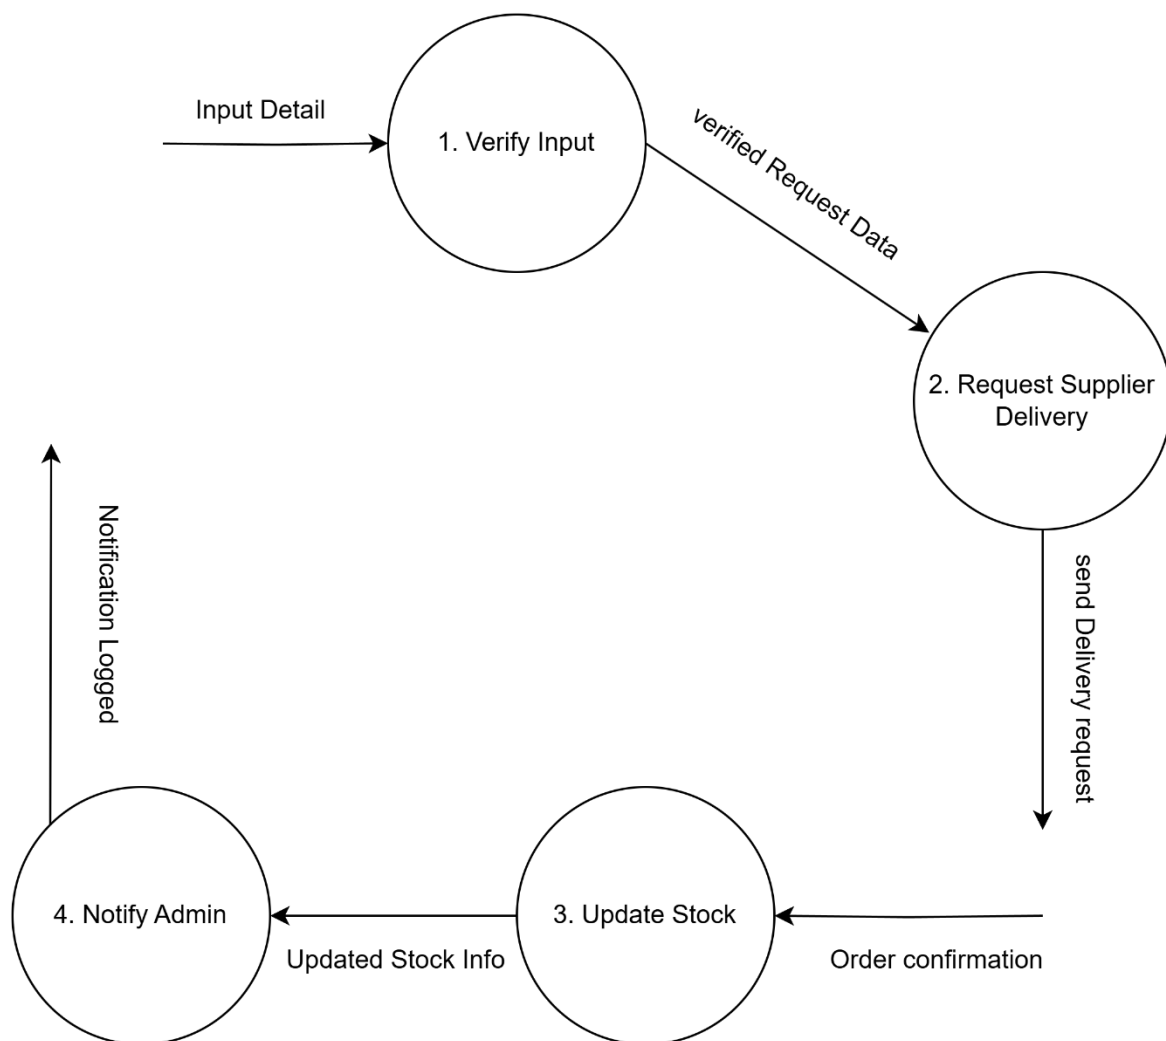 Input Detail
1. Verify Input
verified Request Data
2. Request Supplier
Delivery
send Delivery request
Order confirmation
3. Update Stock
Updated Stock Info
4. Notify Admin
Notification Logged